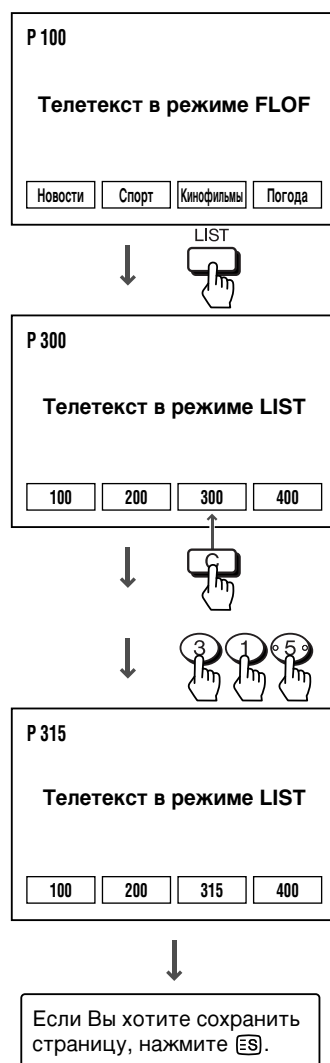 P 100
Телетекст в режиме FLOF
Новости Спорт Кинофильмы Погода
LIST
P 300
Телетекст в режиме LIST
100 200 300 400
C
3 1 5
P 315
Телетекст в режиме LIST
100 200 315 400
Если Вы хотите сохранить
страницу, нажмите ES.